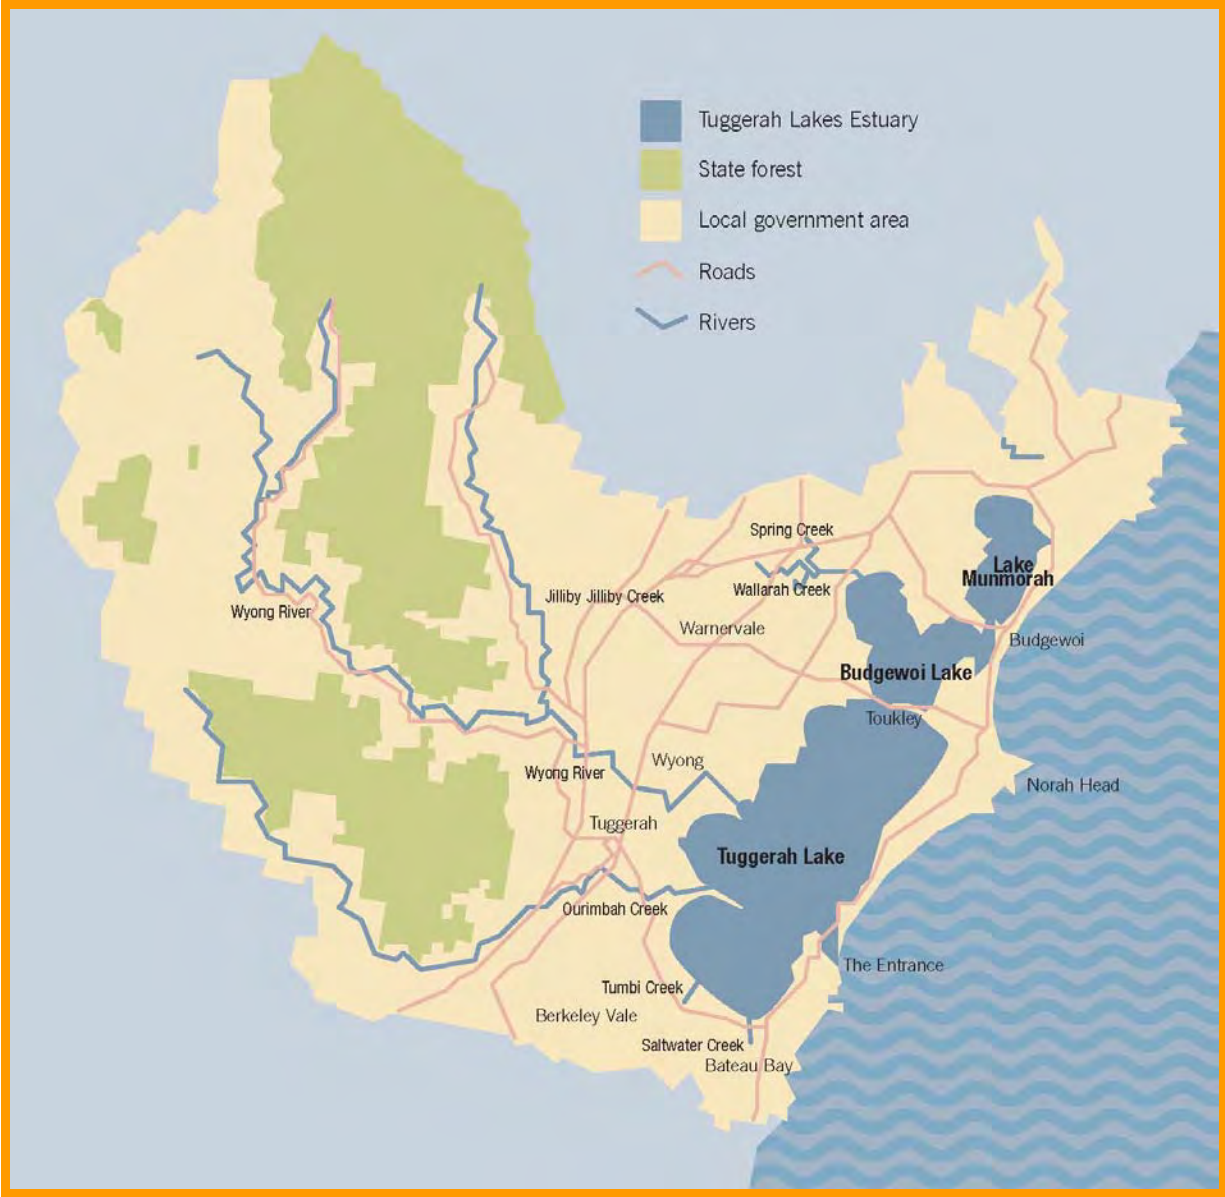 Tuggerah Lakes Estuary
State forest
Local government area
Roads
Rivers
Spring Creek
Lake
Munmorah
Wallarah Creek
Jilliby Jilliby Creek
Wyong River
Warnervale
Budgewoi
Budgewoi Lake
Toukley
Wyong
Wyong River
Norah Head
Tuggerah
Tuggerah Lake
Ourimbah Creek
The Entrance
Tumbi Creek
Berkeley Vale
Saltwater Creek
Bateau Bay